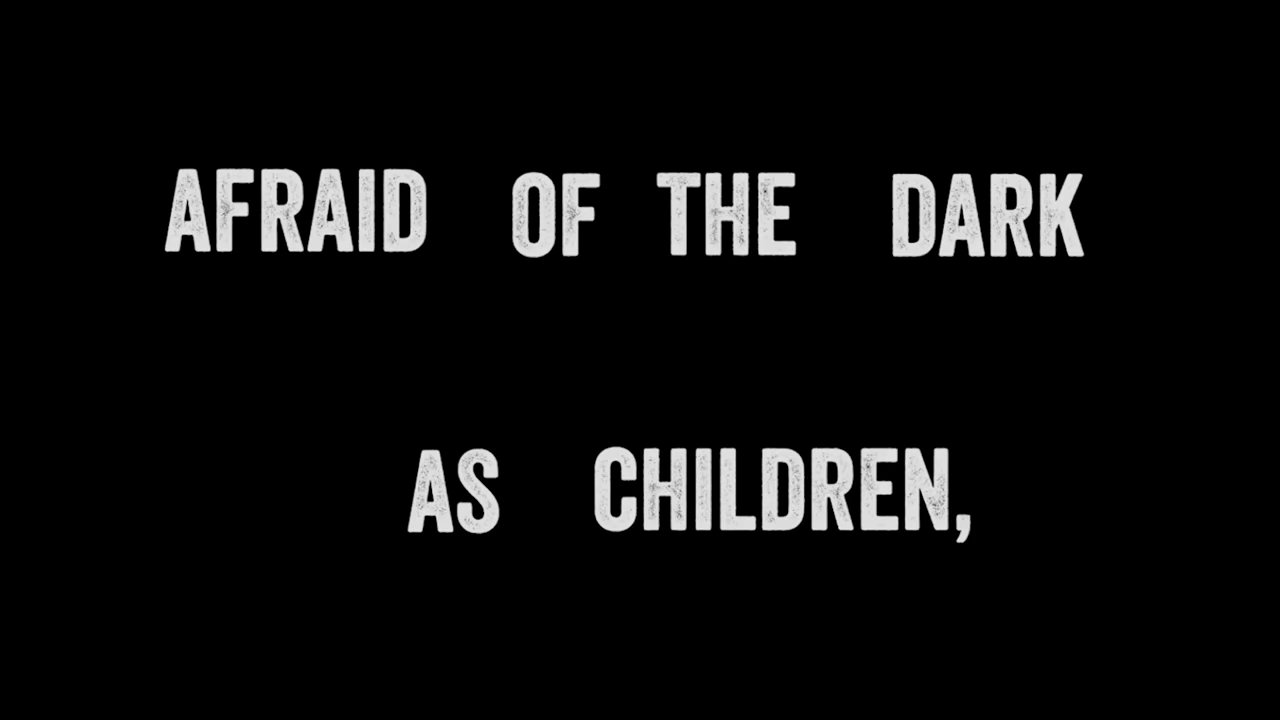 AFRAID OF THE DARK
AS CHILDREN,